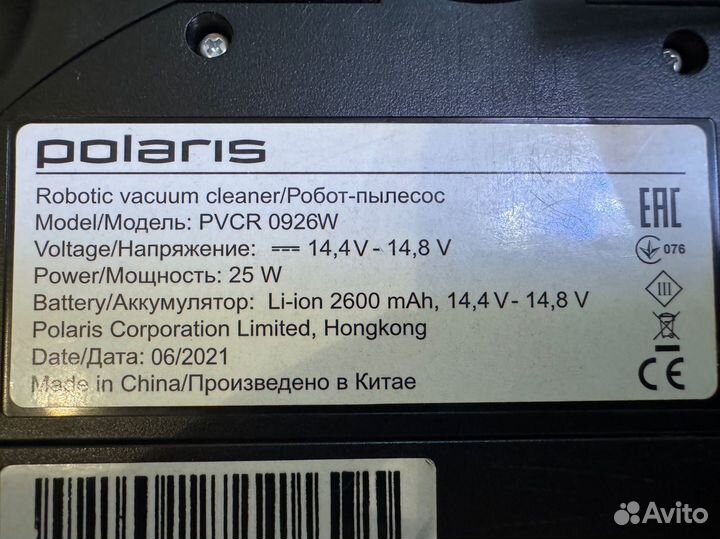 polaris
Robotic vacuum cleaner/Робот-пылесос
Model/Модель: PVCR 0926W
Voltage/Напряжение: ⎓ 14,4V - 14,8 V
Power/Мощность: 25 W
Battery/Аккумулятор: Li-ion 2600 mAh, 14,4V - 14,8 V
Polaris Corporation Limited, Hongkong
Date/Дата: 06/2021
Made in China/Произведено в Китае
EAC
076
III
CE
Avito